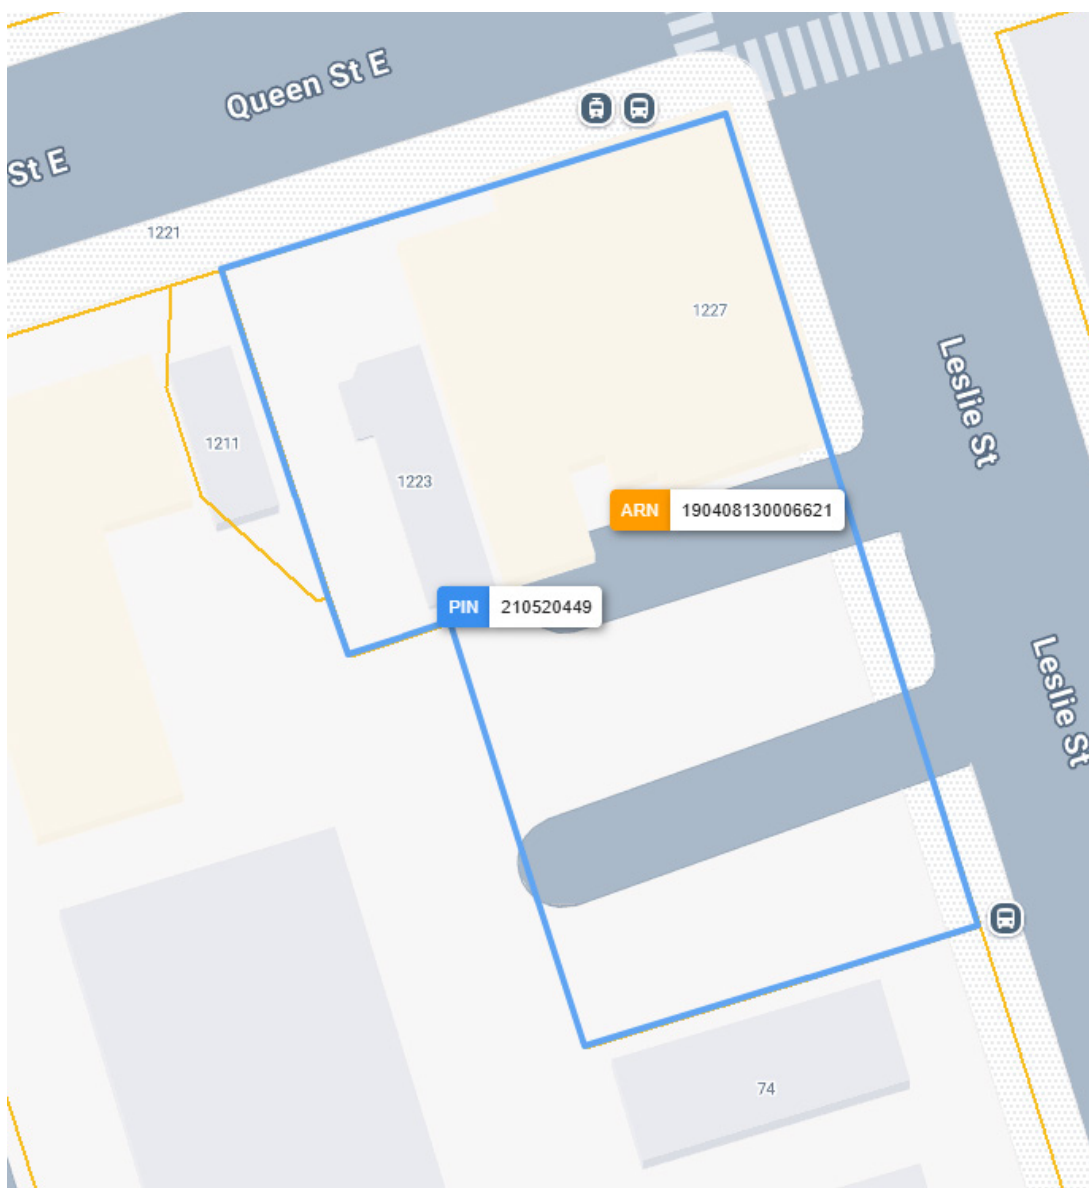 Queen St E
St E
1221
1227
Leslie St
1211
1223
ARN 190408130006621
PIN 210520449
Leslie St
74